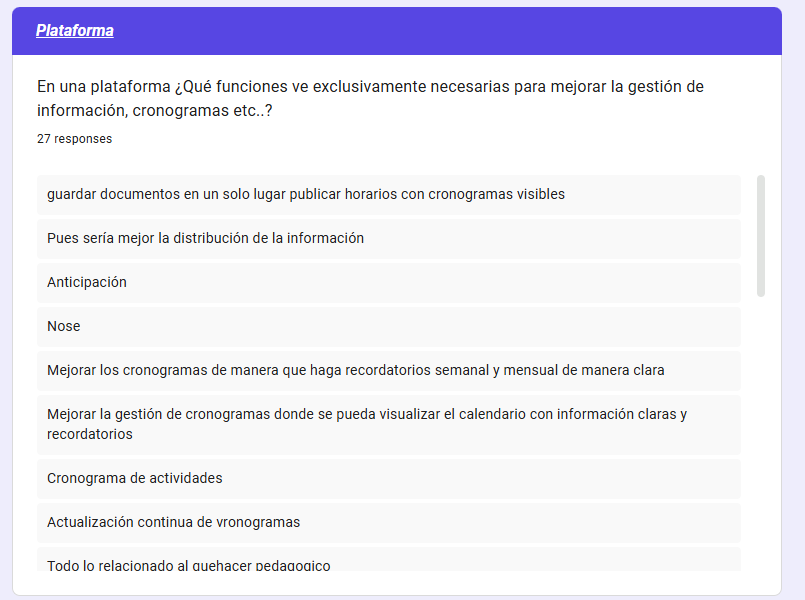 Plataforma
En una plataforma ¿Qué funciones ve exclusivamente necesarias para mejorar la gestión de
información, cronogramas etc..?
27 responses
guardar documentos en un solo lugar publicar horarios con cronogramas visibles
Pues sería mejor la distribución de la información
Anticipación
Nose
Mejorar los cronogramas de manera que haga recordatorios semanal y mensual de manera clara
Mejorar la gestión de cronogramas donde se pueda visualizar el calendario con información claras y
recordatorios
Cronograma de actividades
Actualización continua de vronogramas
Todo lo relacionado al quehacer pedagogico